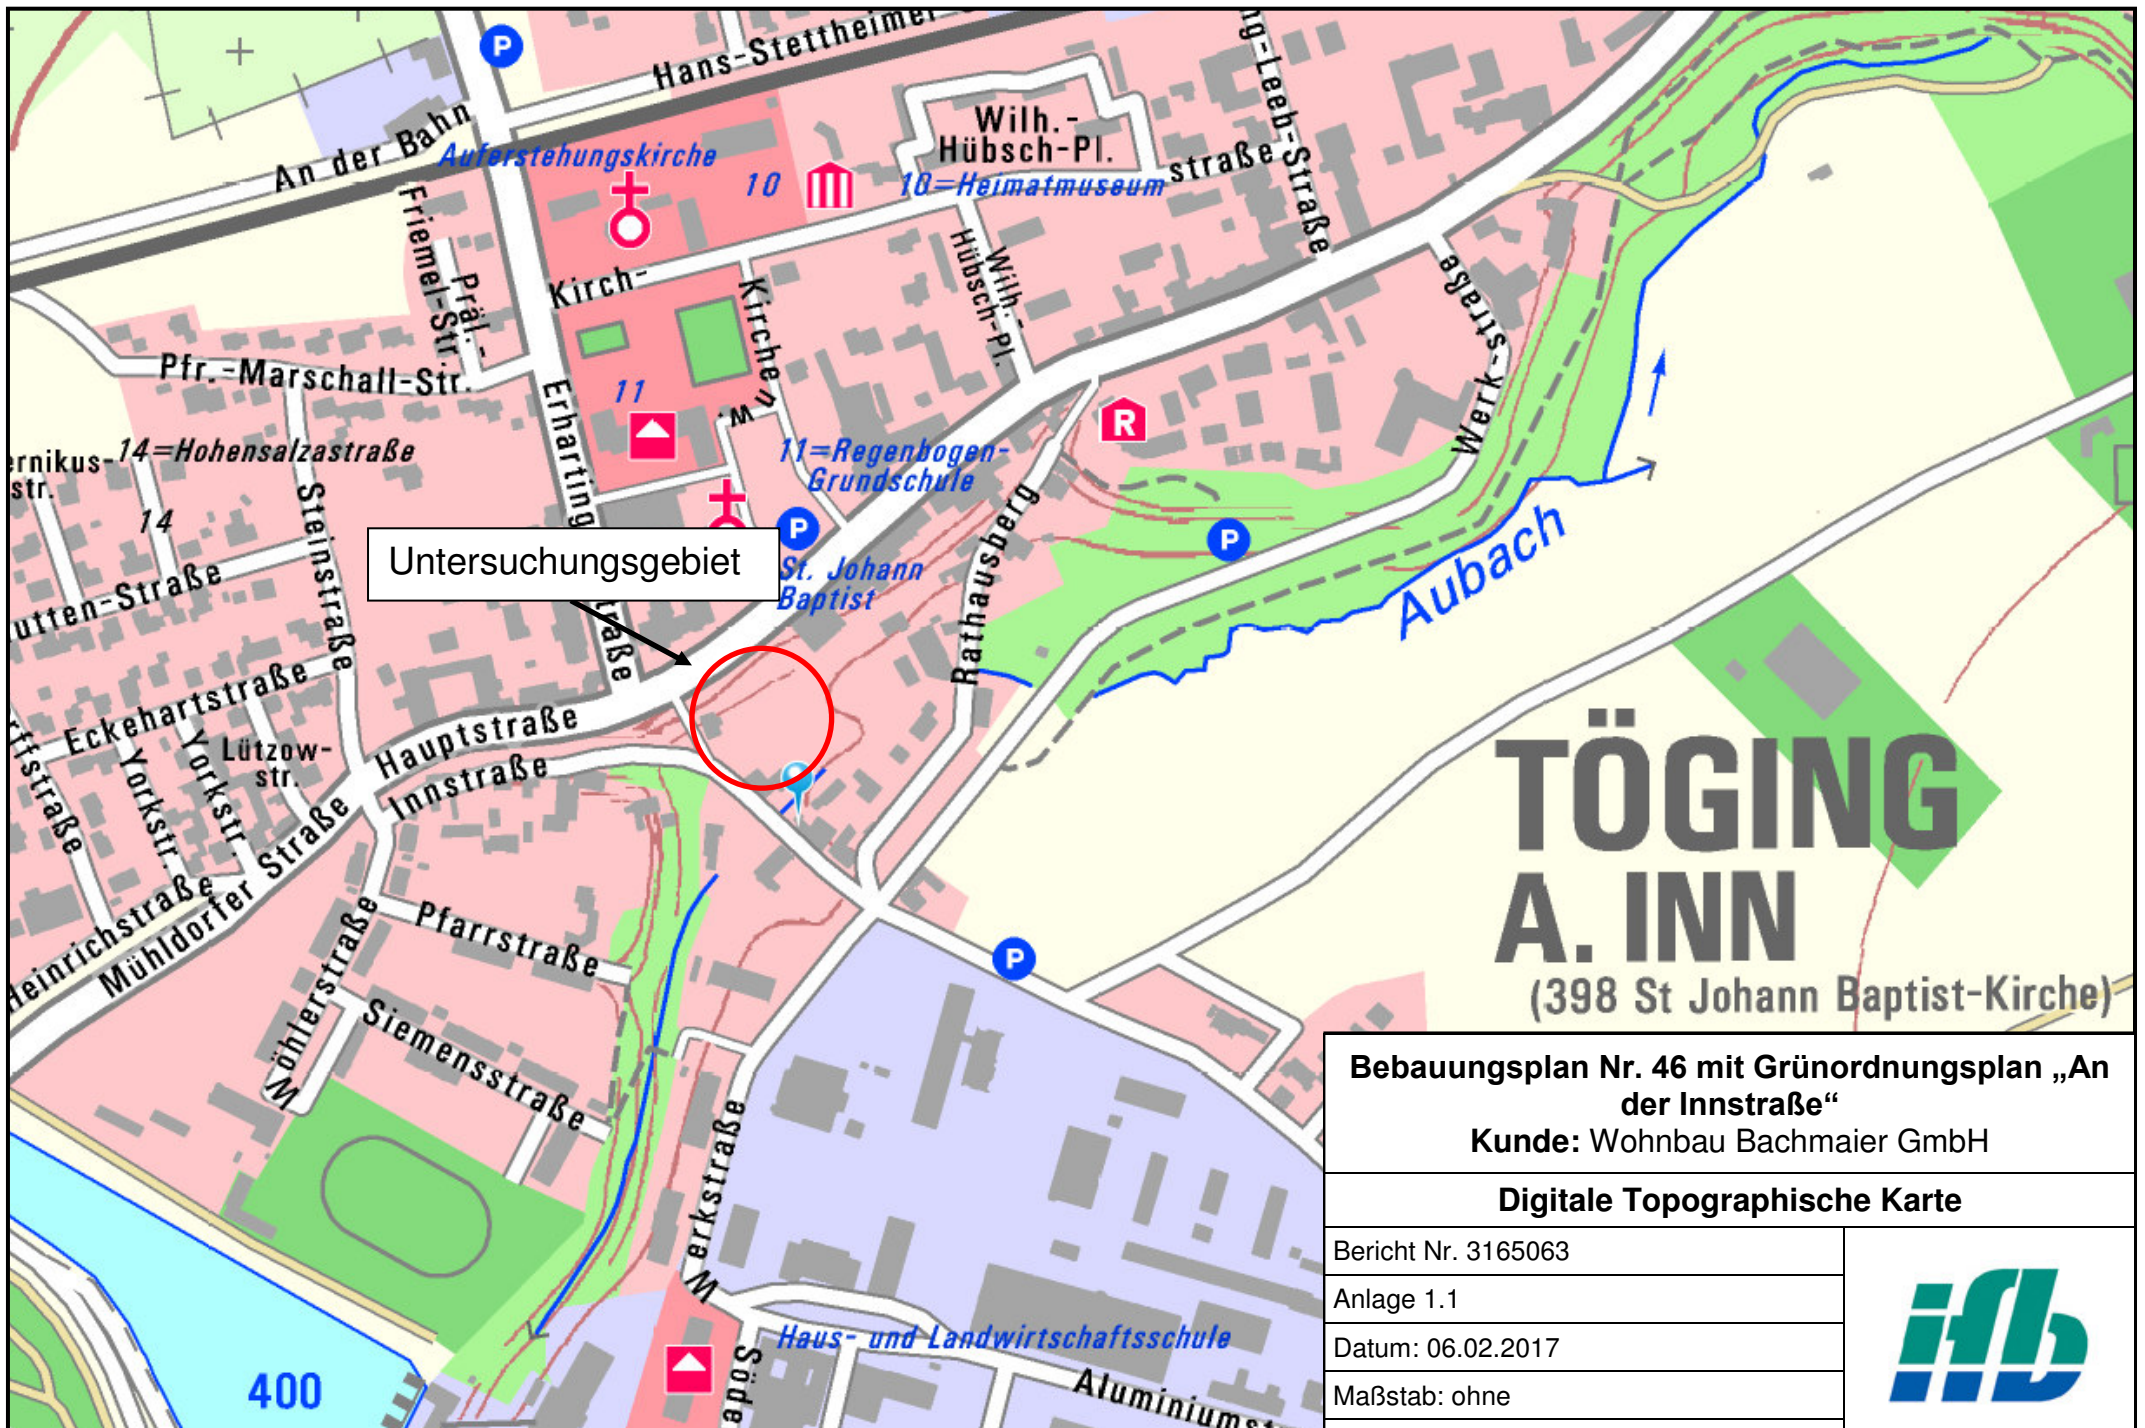 Hans-Stettheimer-
An der Bahn
Auferstehungskirche
10
10=Heimatmuseum
Wilh.-
Hübsch-Pl.
straße
ng-Leeb-Straße
Friemel-Str.
Präl.-
Kirch-
Kirchenw.
Wilh.-
Hübsch-Pl.
Werk-straße
Pfr.-Marschall-Str.
Erharting
11
R
P
14=Hohensalzastraße
ernikus-
str.
14
11=Regenbogen-
Grundschule
Steinstraße
Untersuchungsgebiet
P
St. Johann
Baptist
P
Rathausberg
Aubach
utten-Straße
traße
Eckehartstraße
Lützow-
str.
Yorkstr.
Yorkstr.
rffstraße
Hauptstraße
Innstraße
TÖGING
A. INN
(398 St Johann Baptist-Kirche)
Heinrichstraße
Mühldorfer Straße
Pfarrstraße
Wöhlerstraße
Siemensstraße
P
Werkstraße
Haus- und Landwirtschaftsschule
Aluminiumst
400
Bebauungsplan Nr. 46 mit Grünordnungsplan „An
der Innstraße“
Kunde: Wohnbau Bachmaier GmbH
Digitale Topographische Karte
Bericht Nr. 3165063
Anlage 1.1
Datum: 06.02.2017
Maßstab: ohne
ifb